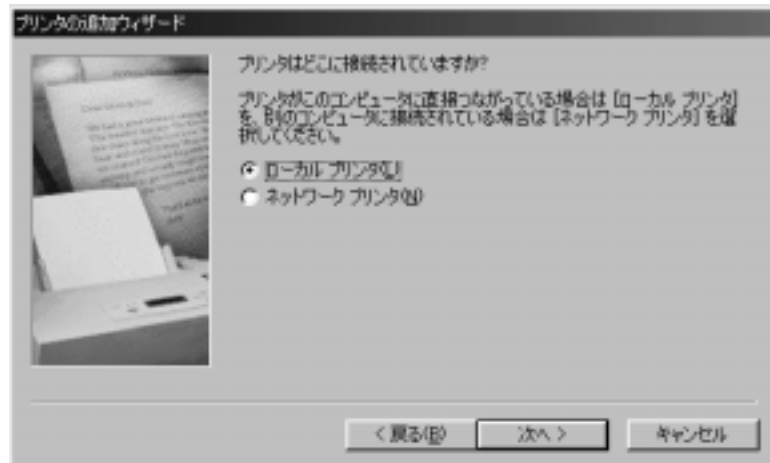 プリンタの追加ウィザード
プリンタはどこに接続されていますか?
プリンタがこのコンピュータに直接つながっている場合は [ローカル プリンタ]
を、別のコンピュータに接続されている場合は [ネットワーク プリンタ] を選
択してください。
ローカル プリンタ(L)
ネットワーク プリンタ(N)
< 戻る(B)
次へ >
キャンセル